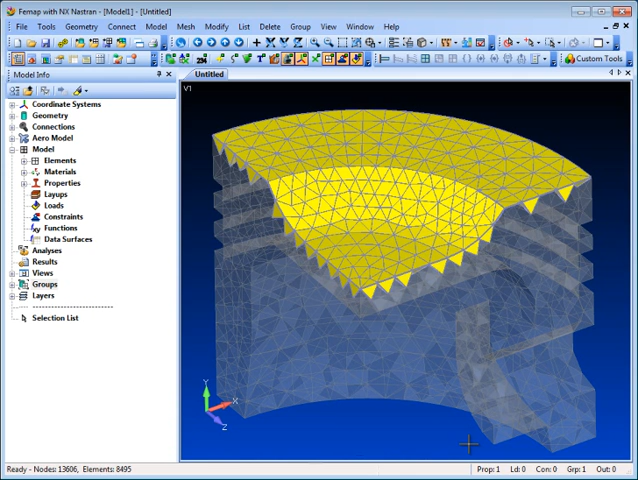 Femap with NX Nastran - [Model1] - [Untitled]
File Tools Geometry Connect Model Mesh Modify List Delete Group View Window Help
Custom Tools
Model Info
Untitled
V1
Coordinate Systems
Geometry
Connections
Aero Model
Model
Elements
Materials
Properties
Layups
Loads
Constraints
Functions
Data Surfaces
Analyses
Results
Views
Groups
Layers
Selection List
Y
X
Z
Ready - Nodes: 13606, Elements: 8495
Prop: 1 Ld: 0 Con: 0 Grp: 1 Out: 0